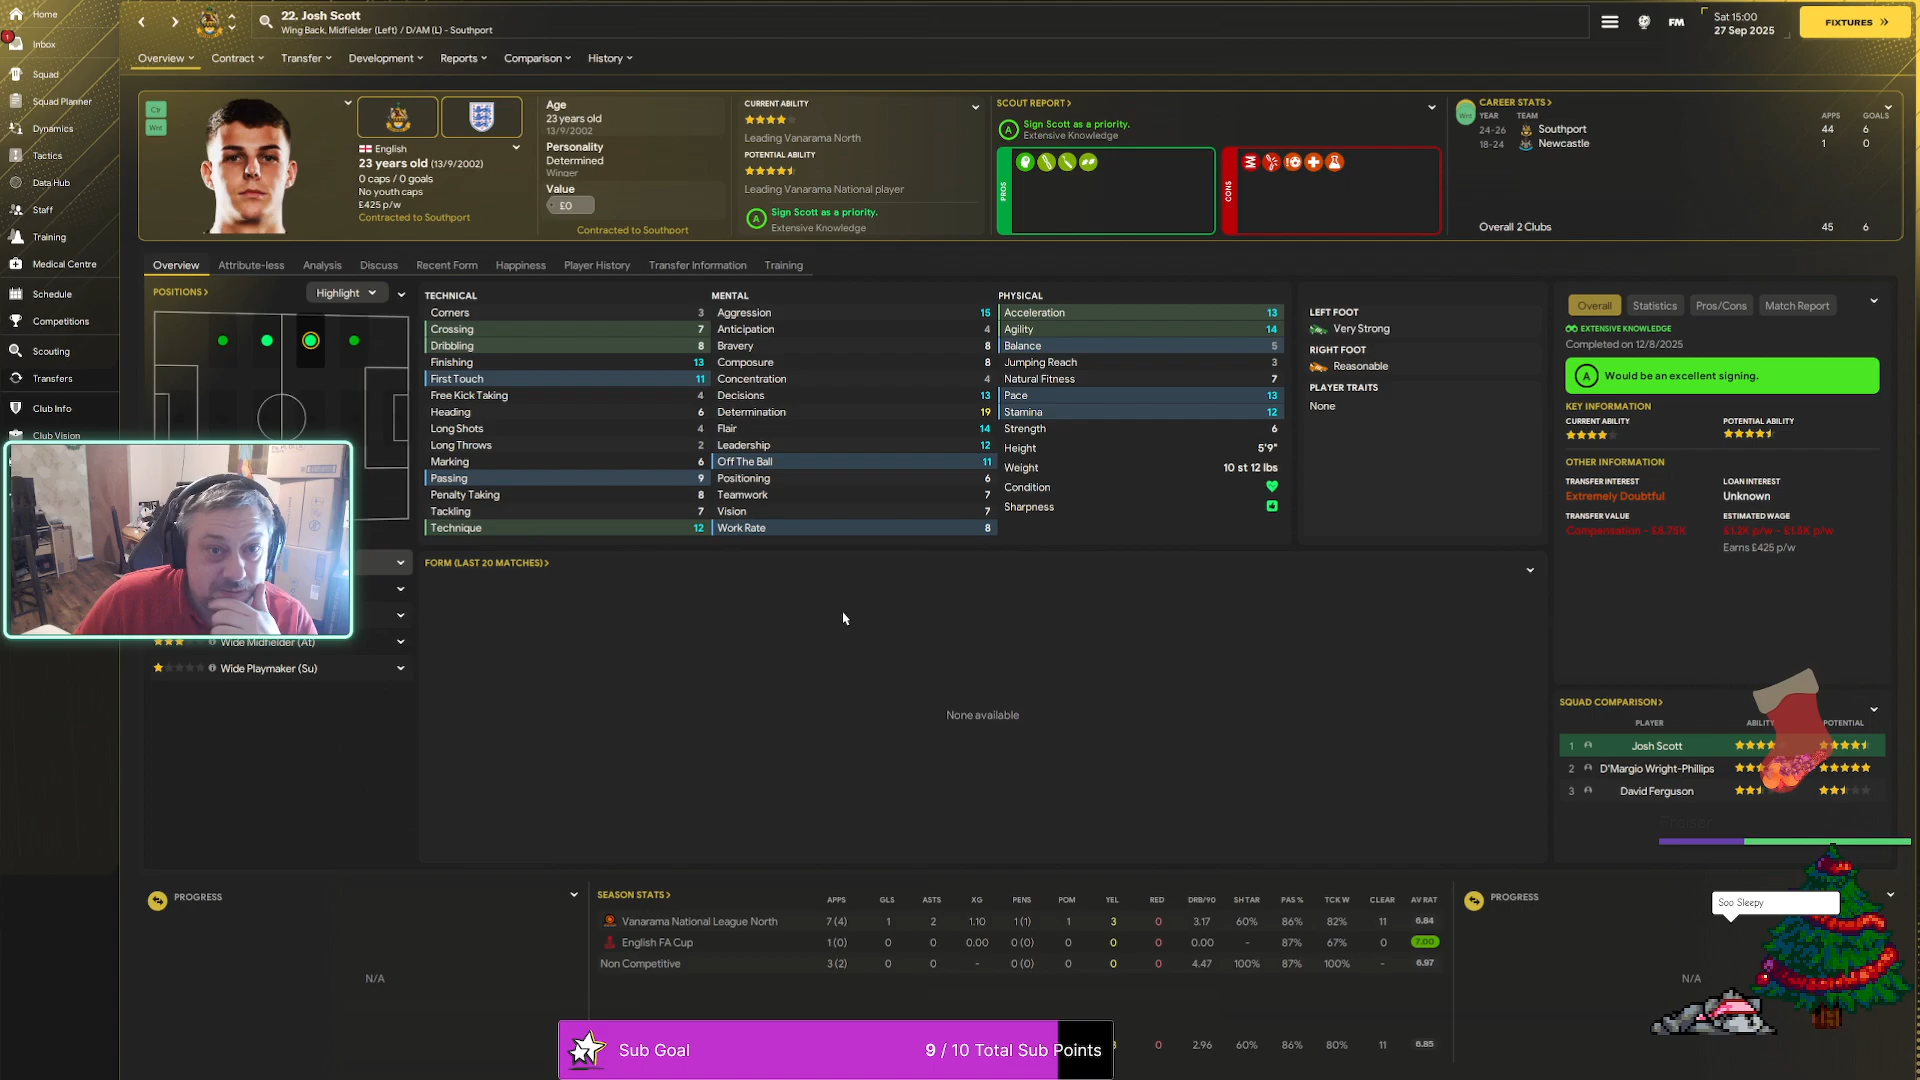 Home
22. Josh Scott
Wing Back, Midfielder (Left) / D/AM (L) - Southport
FM
Sat 15:00
27 Sep 2025
FIXTURES
1
Inbox
Squad
Squad Planner
Dynamics
Tactics
Data Hub
Staff
Training
Medical Centre
Schedule
Competitions
Scouting
Transfers
Club Info
Club Vision
Overview
Contract
Transfer
Development
Reports
Comparison
History
Ctr
Wnt
English
23 years old (13/9/2002)
0 caps / 0 goals
No youth caps
£425 p/w
Contracted to Southport
Age
23 years old
13/9/2002
Personality
Determined
Winger
Value
£0
Contracted to Southport
CURRENT ABILITY
Leading Vanarama North
POTENTIAL ABILITY
Leading Vanarama National player
A
Sign Scott as a priority.
Extensive Knowledge
SCOUT REPORT>
A
Sign Scott as a priority.
Extensive Knowledge
PROS
CONS
Wnt
CAREER STATS>
YEAR TEAM APPS GOALS
24-26 Southport 44 6
18-24 Newcastle 1 0
Overall 2 Clubs 45 6
Overview
Attribute-less
Analysis
Discuss
Recent Form
Happiness
Player History
Transfer Information
Training
POSITIONS>
Highlight
TECHNICAL
Corners 3
Crossing 7
Dribbling 8
Finishing 13
First Touch 11
Free Kick Taking 4
Heading 6
Long Shots 4
Long Throws 2
Marking 6
Passing 9
Penalty Taking 8
Tackling 7
Technique 12
MENTAL
Aggression 15
Anticipation 4
Bravery 8
Composure 8
Concentration 4
Decisions 13
Determination 19
Flair 14
Leadership 12
Off The Ball 11
Positioning 6
Teamwork 7
Vision 7
Work Rate 8
PHYSICAL
Acceleration 13
Agility 14
Balance 5
Jumping Reach 3
Natural Fitness 7
Pace 13
Stamina 12
Strength 6
Height 5'9"
Weight 10 st 12 lbs
Condition
Sharpness
LEFT FOOT
Very Strong
RIGHT FOOT
Reasonable
PLAYER TRAITS
None
Overall
Statistics
Pros/Cons
Match Report
EXTENSIVE KNOWLEDGE
Completed on 12/8/2025
A
Would be an excellent signing.
KEY INFORMATION
CURRENT ABILITY
POTENTIAL ABILITY
OTHER INFORMATION
TRANSFER INTEREST
Extremely Doubtful
LOAN INTEREST
Unknown
TRANSFER VALUE
Compensation - £6.75K
ESTIMATED WAGE
£1.2K p/w - £1.8K p/w
Earns £425 p/w
Wide Midfielder (At)
Wide Playmaker (Su)
FORM (LAST 20 MATCHES)>
None available
SQUAD COMPARISON>
PLAYER ABILITY POTENTIAL
1 Josh Scott
2 D'Margio Wright-Phillips
3 David Ferguson
PROGRESS
N/A
SEASON STATS>
APPS GLS ASTS XG PENS POM YEL RED DRB/90 SH TAR PAS % TCK W CLEAR AV RAT
Vanarama National League North 7 (4) 1 2 1.10 1(1) 1 3 0 3.17 60% 86% 82% 11 6.84
English FA Cup 1(0) 0 0 0.00 0 (0) 0 0 0 0.00 - 87% 67% 0 7.00
Non Competitive 3 (2) 0 0 - 0 (0) 0 0 0 4.47 100% 87% 100% - 6.97
0 2.96 60% 86% 80% 11 6.85
PROGRESS
N/A
Soo Sleepy
Sub Goal
9 / 10 Total Sub Points